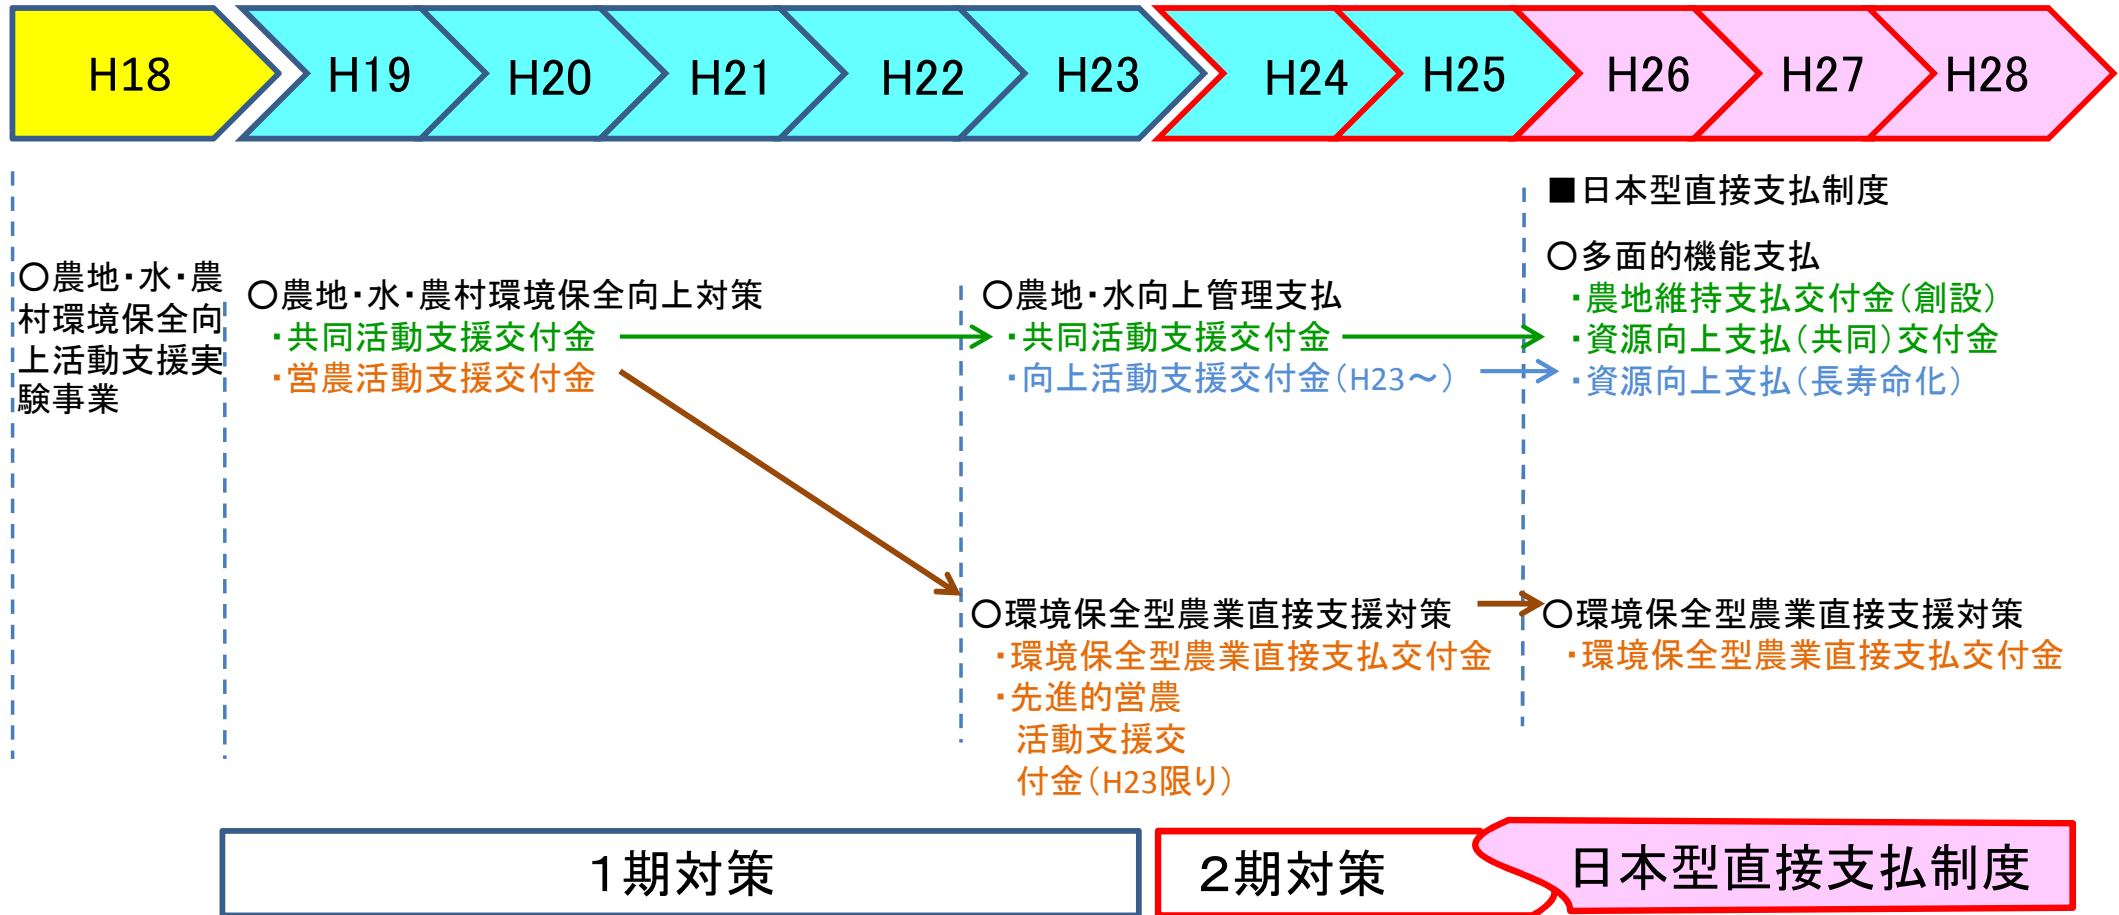 H18
H19
H20
H21
H22
H23
H24
H25
H26
H27
H28
○農地・水・農
村環境保全向
上活動支援実
験事業
○農地・水・農村環境保全向上対策
・共同活動支援交付金
・営農活動支援交付金
○農地・水向上管理支払
・共同活動支援交付金
・向上活動支援交付金(H23～)
○環境保全型農業直接支援対策
・環境保全型農業直接支払交付金
・先進的営農
活動支援交
付金(H23限り)
■日本型直接支払制度
○多面的機能支払
・農地維持支払交付金(創設)
・資源向上支払(共同)交付金
・資源向上支払(長寿命化)
○環境保全型農業直接支援対策
・環境保全型農業直接支払交付金
１期対策
２期対策
日本型直接支払制度